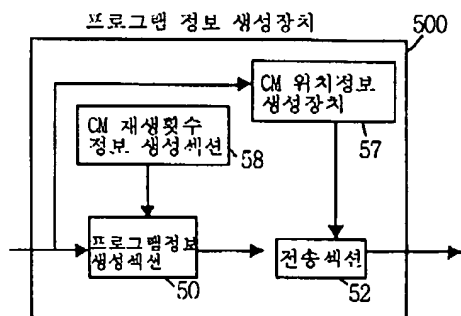 프로그램 정보 생성장치
500
CM 위치정보
생성장치
57
CM 재생횟수
정보 생성섹션
58
프로그램정보
생성섹션
50
전송섹션
52